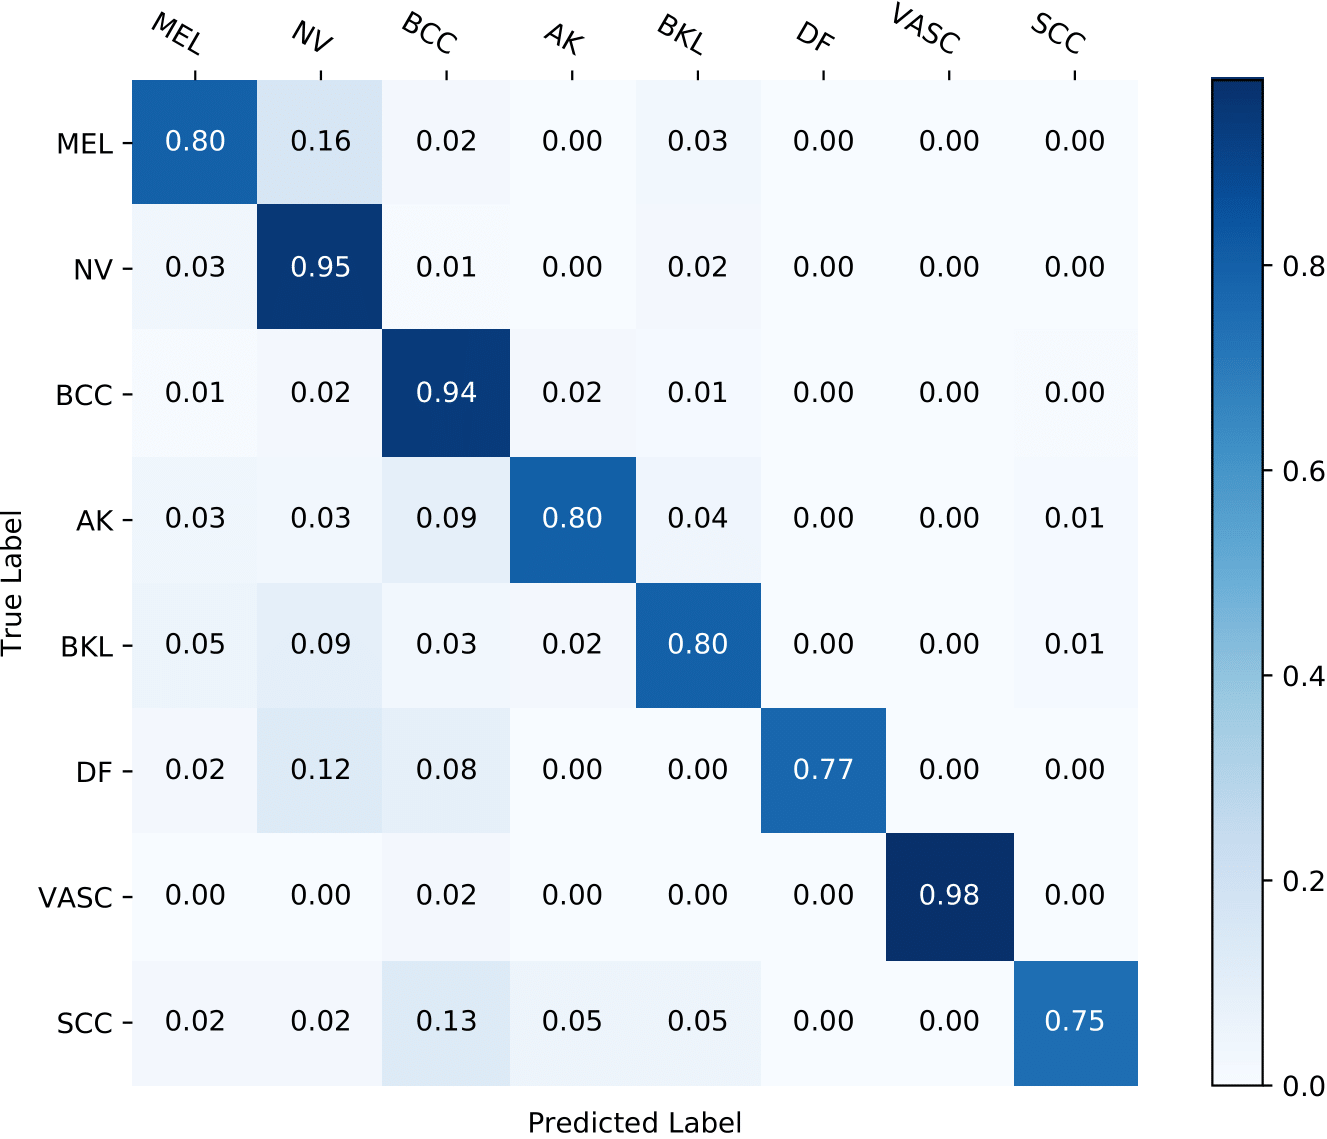 MEL NV BCC AK BKL DF VASC SCC
MEL 0.80 0.16 0.02 0.00 0.03 0.00 0.00 0.00
NV 0.03 0.95 0.01 0.00 0.02 0.00 0.00 0.00
BCC 0.01 0.02 0.94 0.02 0.01 0.00 0.00 0.00
AK 0.03 0.03 0.09 0.80 0.04 0.00 0.00 0.01
BKL 0.05 0.09 0.03 0.02 0.80 0.00 0.00 0.01
DF 0.02 0.12 0.08 0.00 0.00 0.77 0.00 0.00
VASC 0.00 0.00 0.02 0.00 0.00 0.00 0.98 0.00
SCC 0.02 0.02 0.13 0.05 0.05 0.00 0.00 0.75
True Label
Predicted Label
0.8
0.6
0.4
0.2
0.0